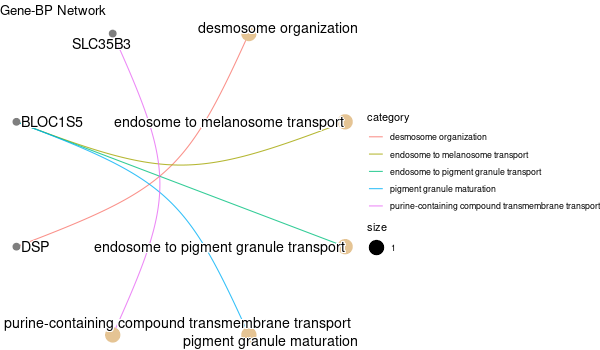 Gene-BP Network
desmosome organization
SLC35B3
BLOC1S5
endosome to melanosome transport
DSP
endosome to pigment granule transport
purine-containing compound transmembrane transport
pigment granule maturation
category
desmosome organization
endosome to melanosome transport
endosome to pigment granule transport
pigment granule maturation
purine-containing compound transmembrane transport
size
1